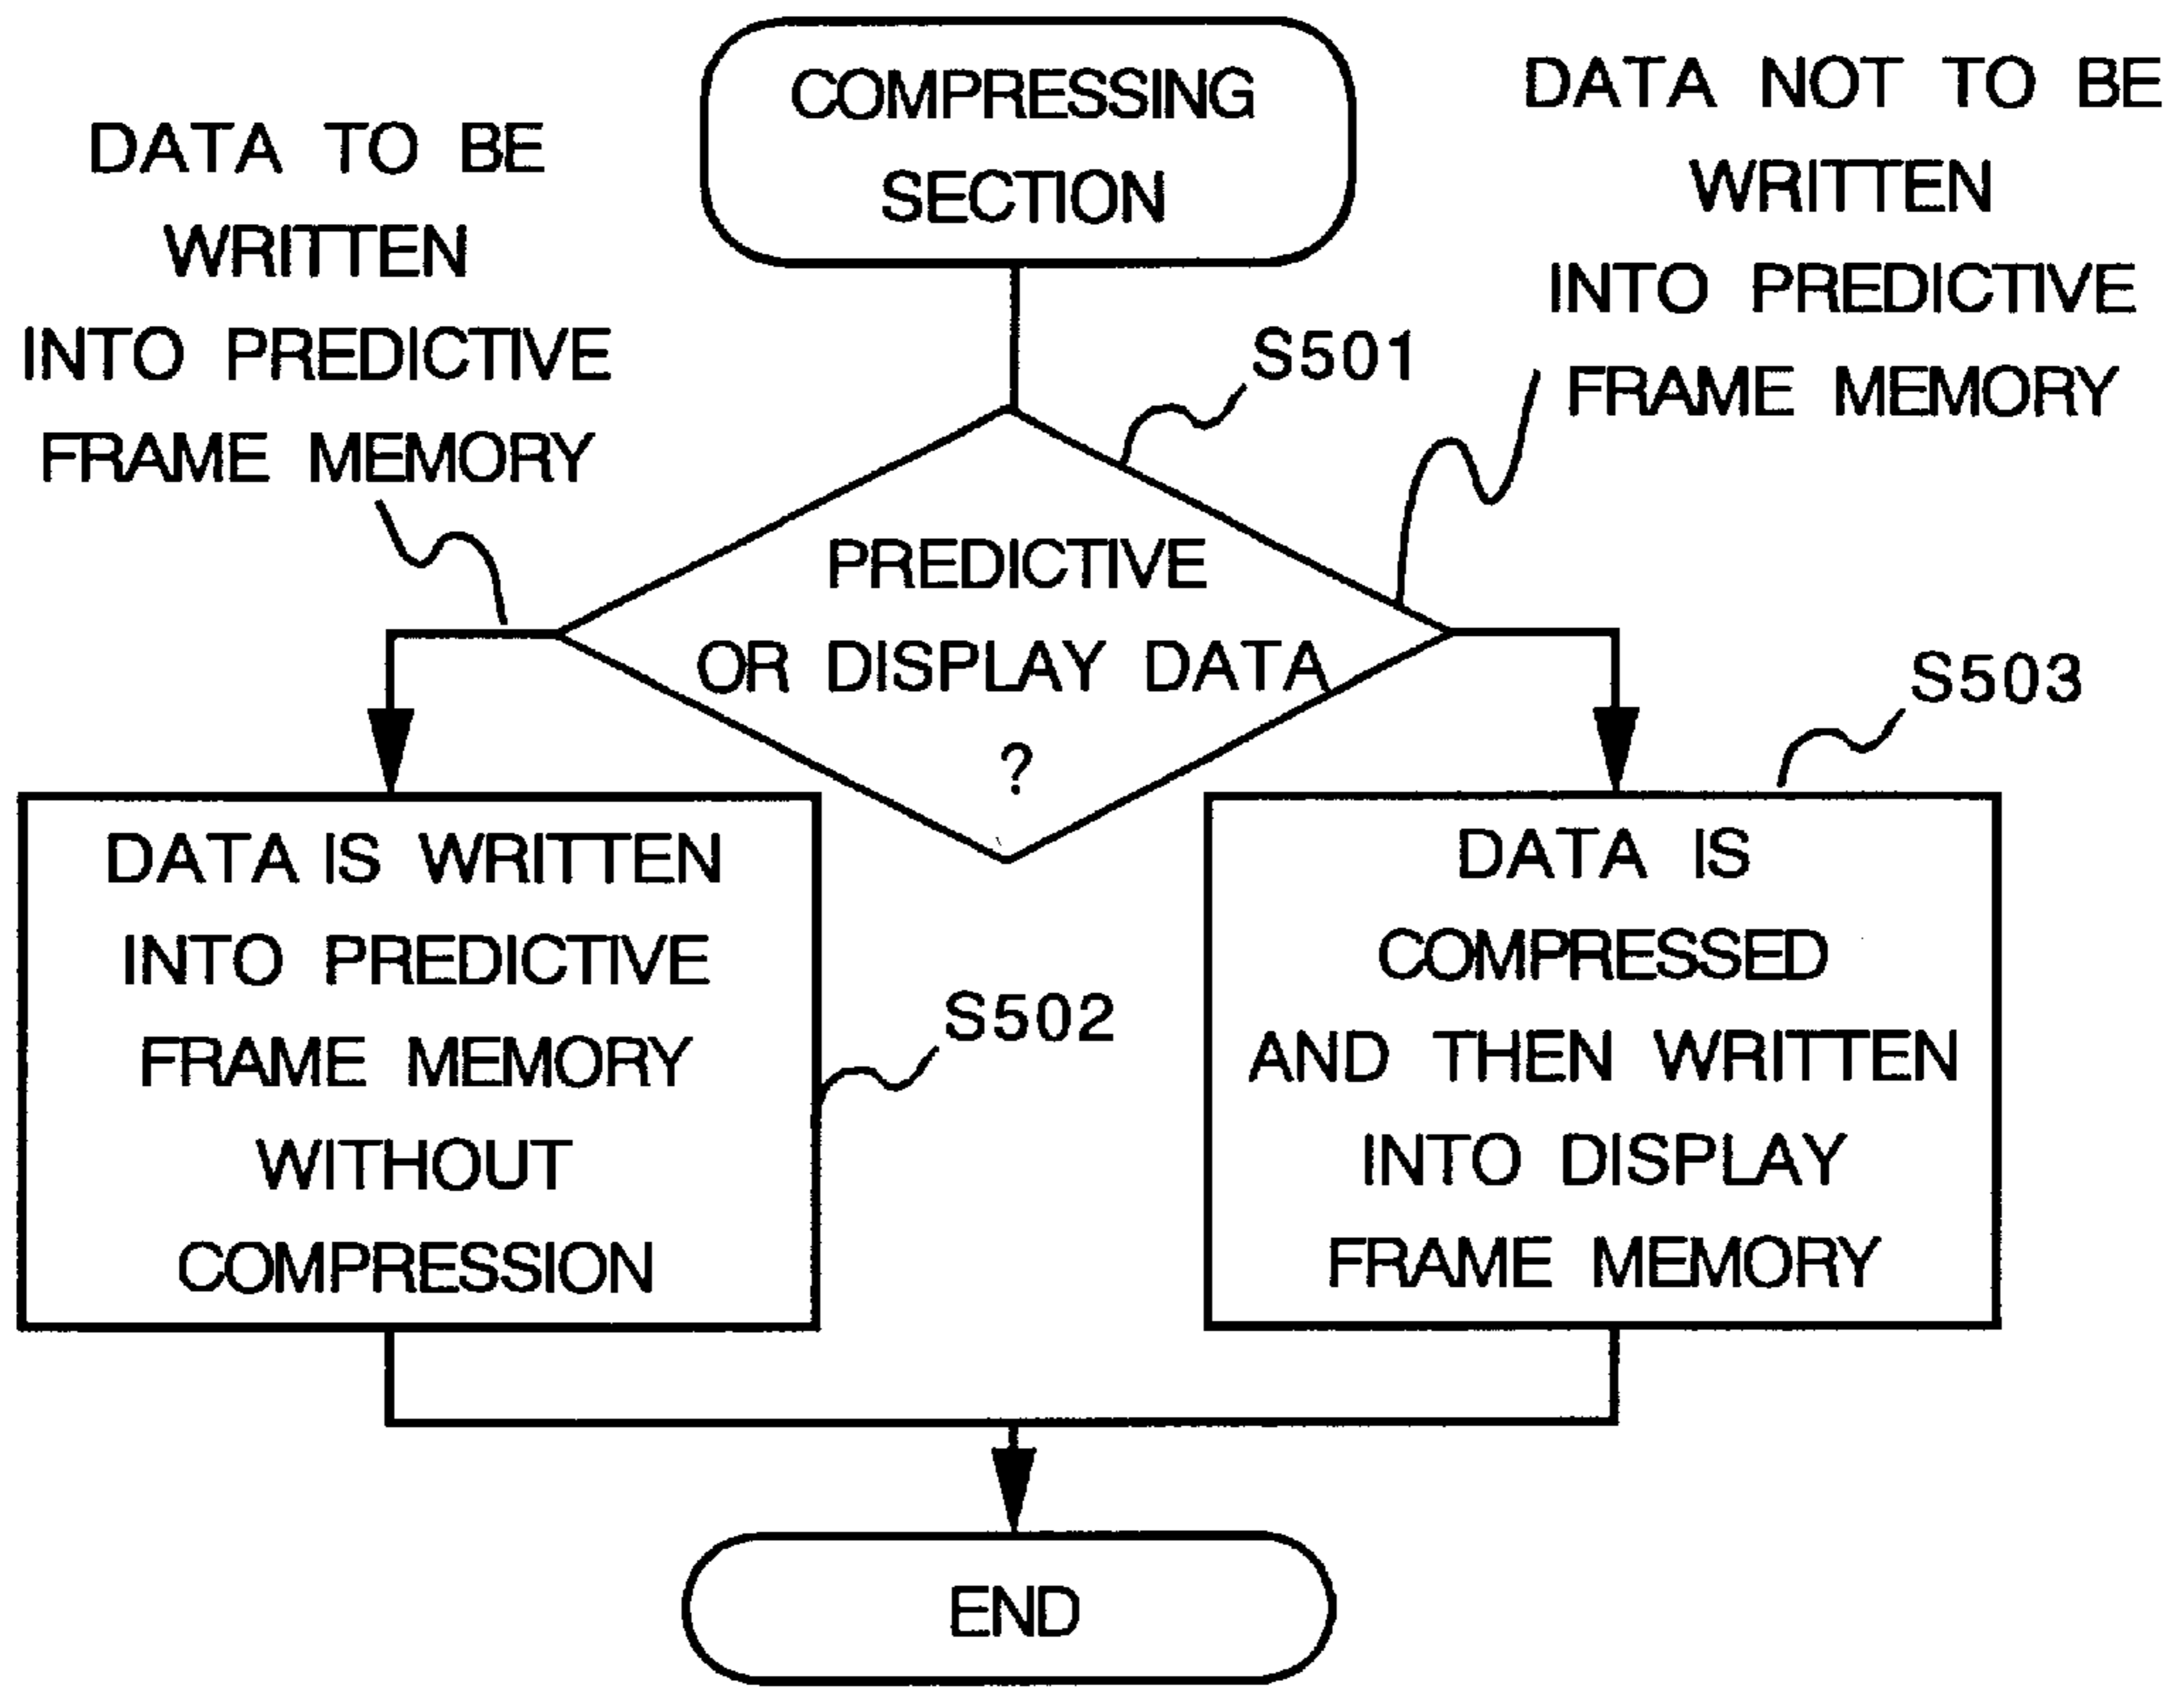 COMPRESSING
SECTION
DATA TO BE
WRITTEN
INTO PREDICTIVE
FRAME MEMORY
DATA NOT TO BE
WRITTEN
INTO PREDICTIVE
FRAME MEMORY
S501
PREDICTIVE
OR DISPLAY DATA
?
S503
DATA IS WRITTEN
INTO PREDICTIVE
FRAME MEMORY
WITHOUT
COMPRESSION
S502
DATA IS
COMPRESSED
AND THEN WRITTEN
INTO DISPLAY
FRAME MEMORY
END